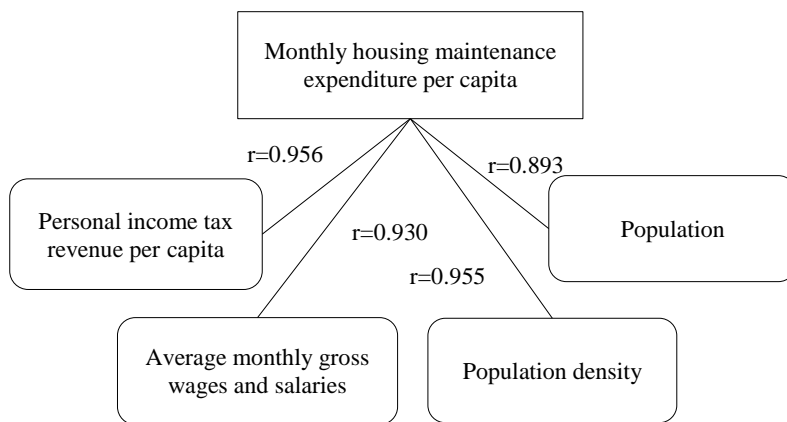 Monthly housing maintenance
expenditure per capita
r=0.956
r=0.893
Personal income tax
revenue per capita
r=0.930
Population
r=0.955
Average monthly gross
wages and salaries
Population density